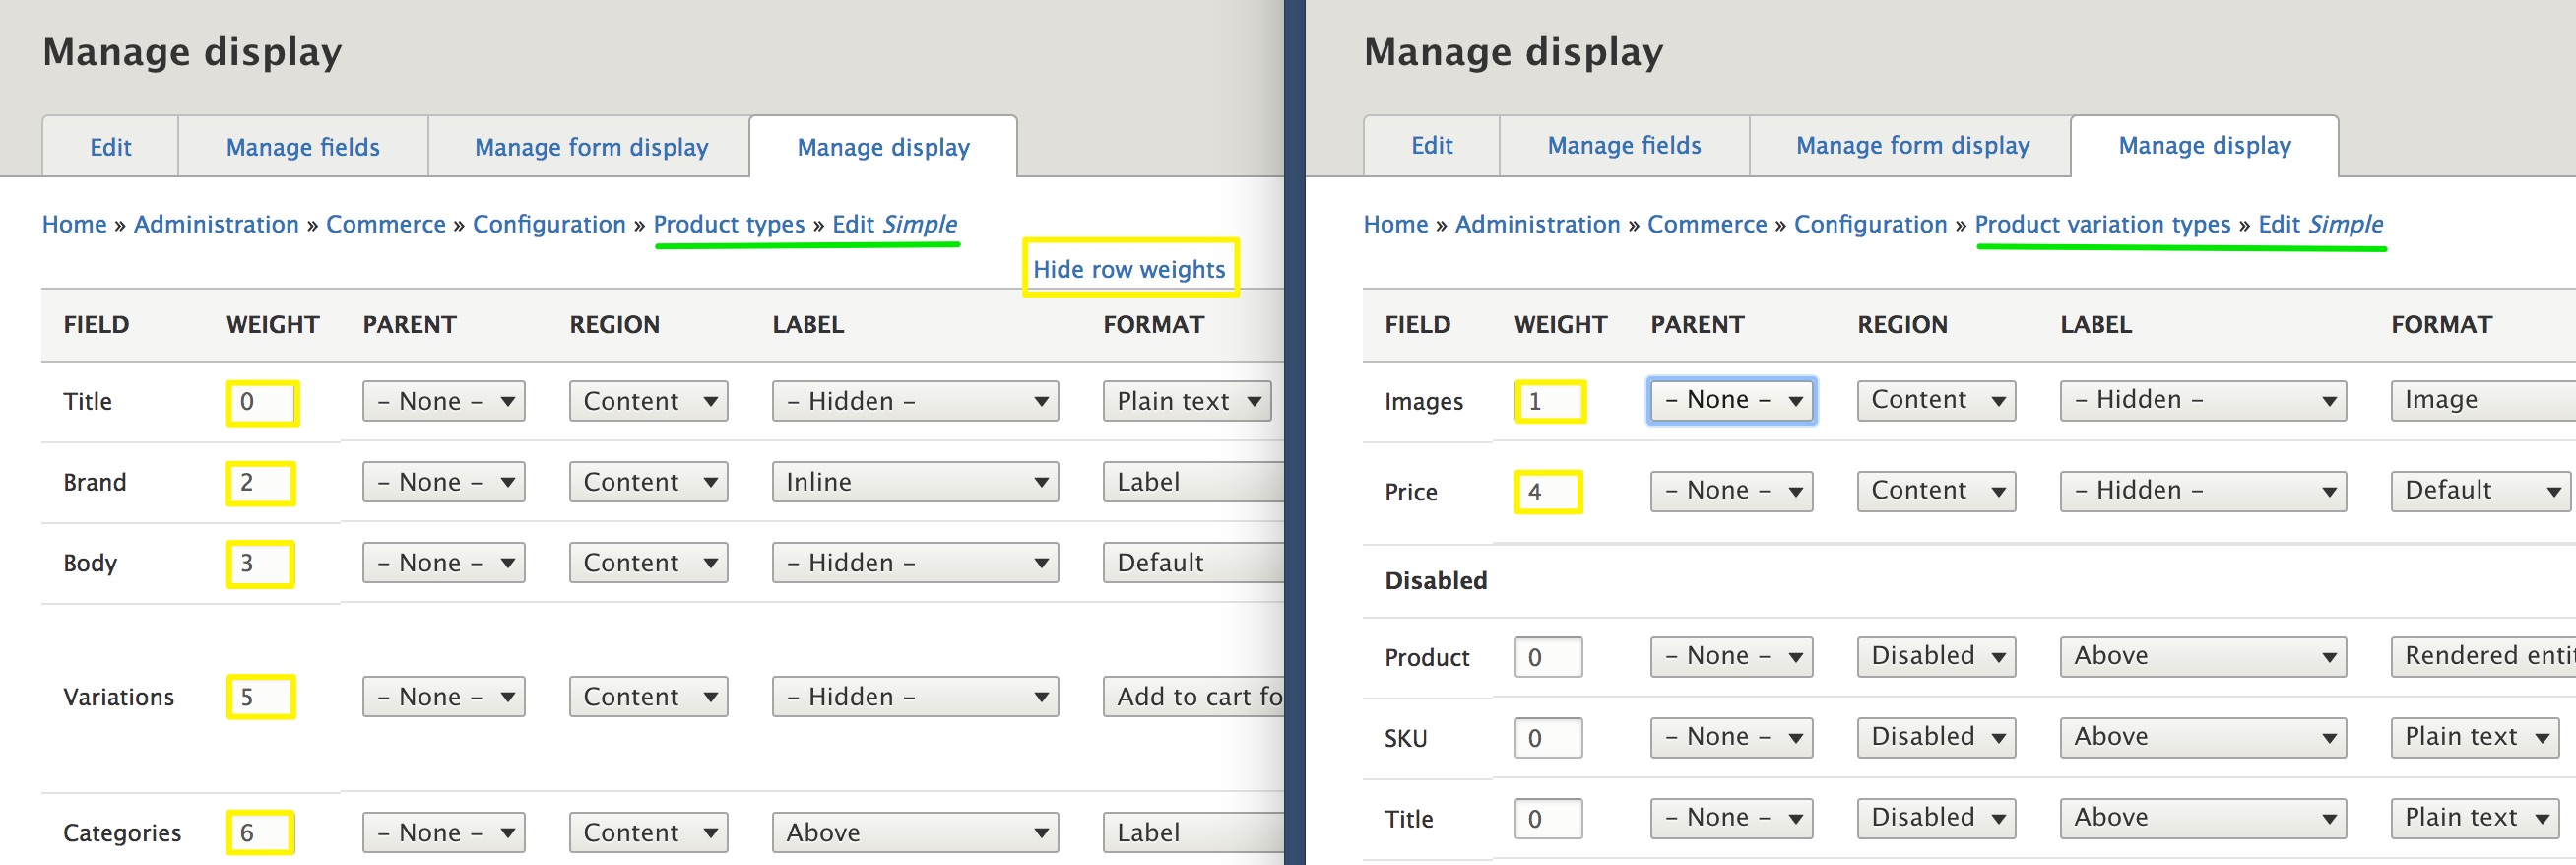 Manage display
Edit Manage fields Manage form display Manage display
Home » Administration » Commerce » Configuration » Product types » Edit Simple
Hide row weights
FIELD WEIGHT PARENT REGION LABEL FORMAT
Title 0 - None - Content - Hidden - Plain text
Brand 2 - None - Content Inline Label
Body 3 - None - Content - Hidden - Default
Variations 5 - None - Content - Hidden - Add to cart fo
Categories 6 - None - Content Above Label
Manage display
Edit Manage fields Manage form display Manage display
Home » Administration » Commerce » Configuration » Product variation types » Edit Simple
FIELD WEIGHT PARENT REGION LABEL FORMAT
Images 1 - None - Content - Hidden - Image
Price 4 - None - Content - Hidden - Default
Disabled
Product 0 - None - Disabled Above Rendered enti
SKU 0 - None - Disabled Above Plain text
Title 0 - None - Disabled Above Plain text